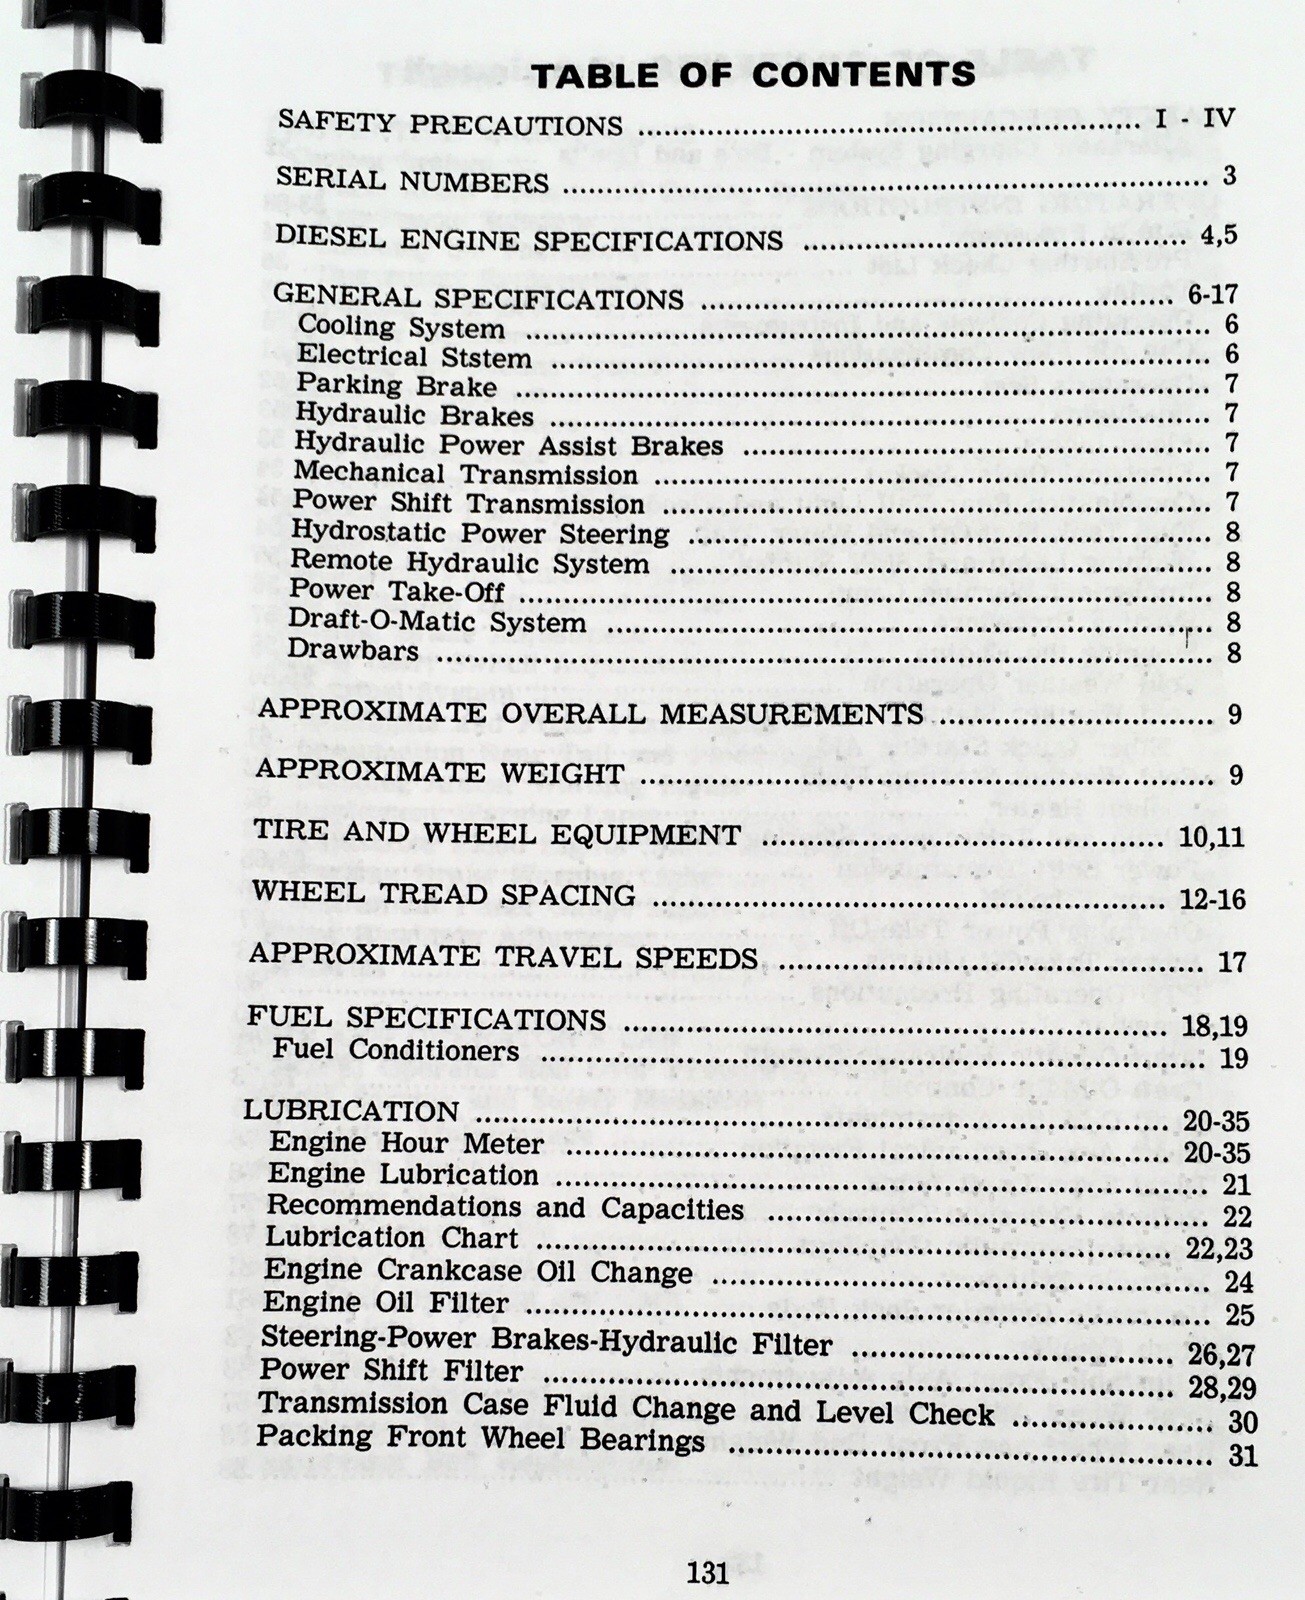 TABLE OF CONTENTS
SAFETY PRECAUTIONS ........................................................ I - IV
SERIAL NUMBERS ........................................................ 3
DIESEL ENGINE SPECIFICATIONS ........................................................ 4,5
GENERAL SPECIFICATIONS ........................................................ 6-17
Cooling System ........................................................ 6
Electrical Ststem ........................................................ 6
Parking Brake ........................................................ 7
Hydraulic Brakes ........................................................ 7
Hydraulic Power Assist Brakes ........................................................ 7
Mechanical Transmission ........................................................ 7
Power Shift Transmission ........................................................ 7
Hydrostatic Power Steering ........................................................ 8
Remote Hydraulic System ........................................................ 8
Power Take-Off ........................................................ 8
Draft-O-Matic System ........................................................ 8
Drawbars ........................................................ 8
APPROXIMATE OVERALL MEASUREMENTS ................................ 9
APPROXIMATE WEIGHT ........................................................ 9
TIRE AND WHEEL EQUIPMENT ............................................ 10,11
WHEEL TREAD SPACING ........................................................ 12-16
APPROXIMATE TRAVEL SPEEDS ............................................ 17
FUEL SPECIFICATIONS ........................................................ 18,19
Fuel Conditioners ........................................................ 19
LUBRICATION ........................................................ 20-35
Engine Hour Meter ........................................................ 20-35
Engine Lubrication ........................................................ 21
Recommendations and Capacities ............................................ 22
Lubrication Chart ........................................................ 22,23
Engine Crankcase Oil Change ............................................ 24
Engine Oil Filter ........................................................ 25
Steering-Power Brakes-Hydraulic Filter ................................ 26,27
Power Shift Filter ........................................................ 28,29
Transmission Case Fluid Change and Level Check ...................... 30
Packing Front Wheel Bearings ............................................ 31
131